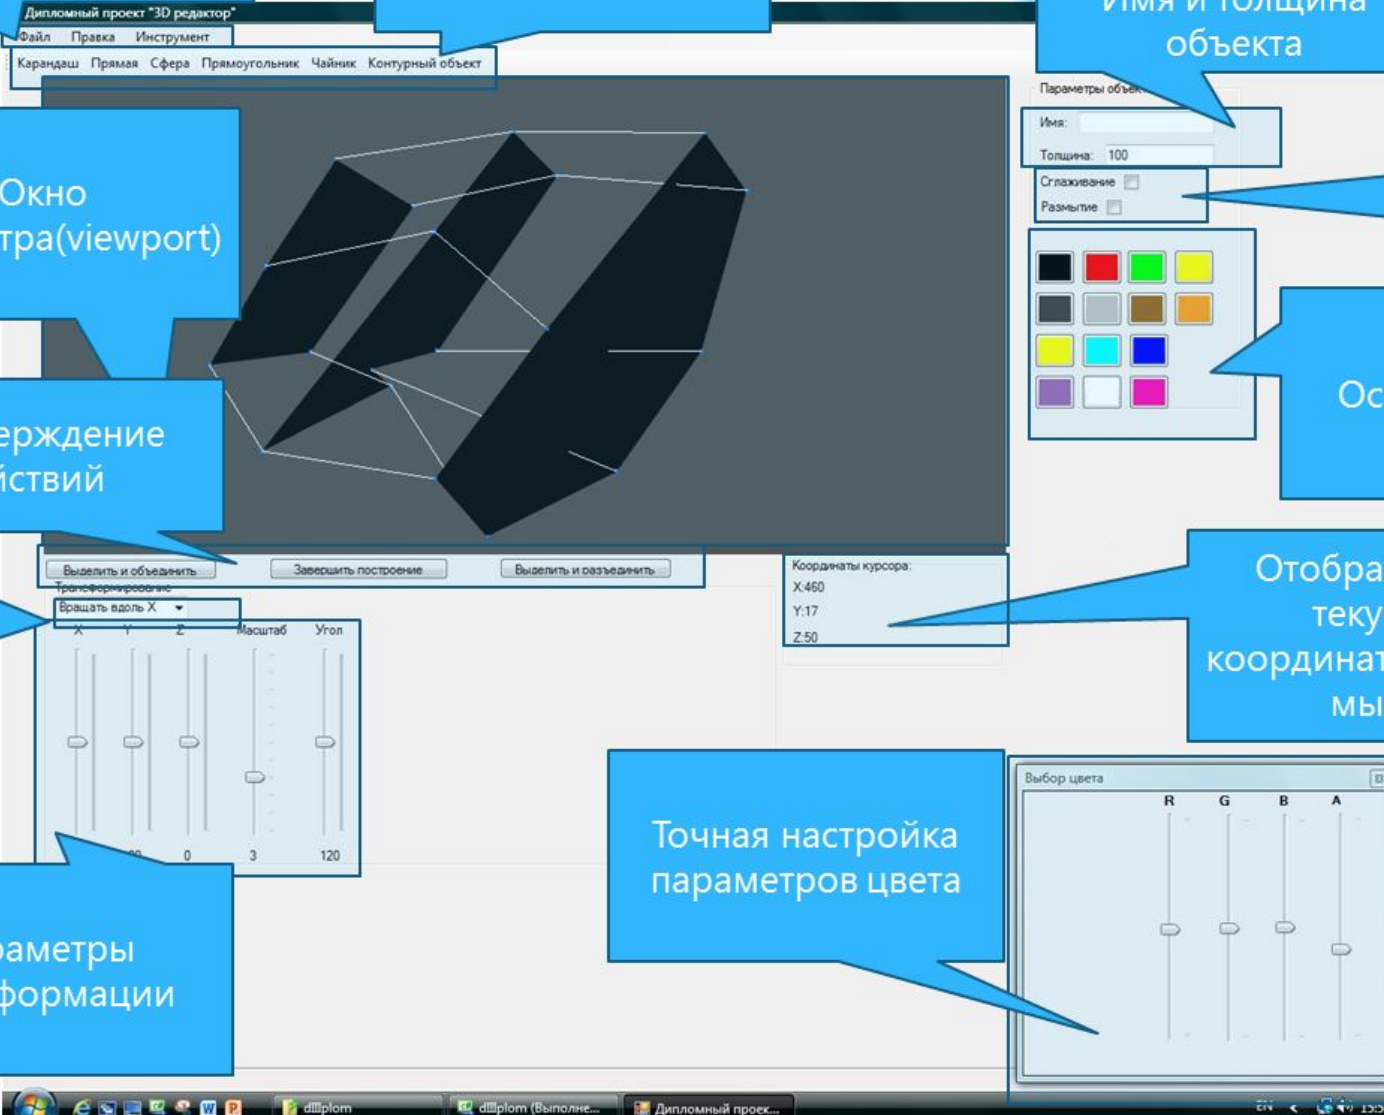 Дипломный проект "3D редактор"
Файл Правка Инструмент
Карандаш Прямая Сфера Прямоугольник Чайник Контурный объект
Имя и толщина
объекта
Параметры
Имя:
Толщина: 100
Сглаживание
Размытие
Окно
тра(viewport)
ерждение
йствий
Ос
Выделить и объединить Завершить построение Выделить и разъединить
Трансформирование
Вращать вдоль X
X Y Z Масштаб Угол
0 3 120
Координаты курсора:
X:460
Y:17
Z:50
Отобра
теку
координат
мы
Точная настройка
параметров цвета
Выбор цвета
R G B A
раметры
формации
dIIIplom
dIIIplom (Выполне...
Дипломный проек...
EN